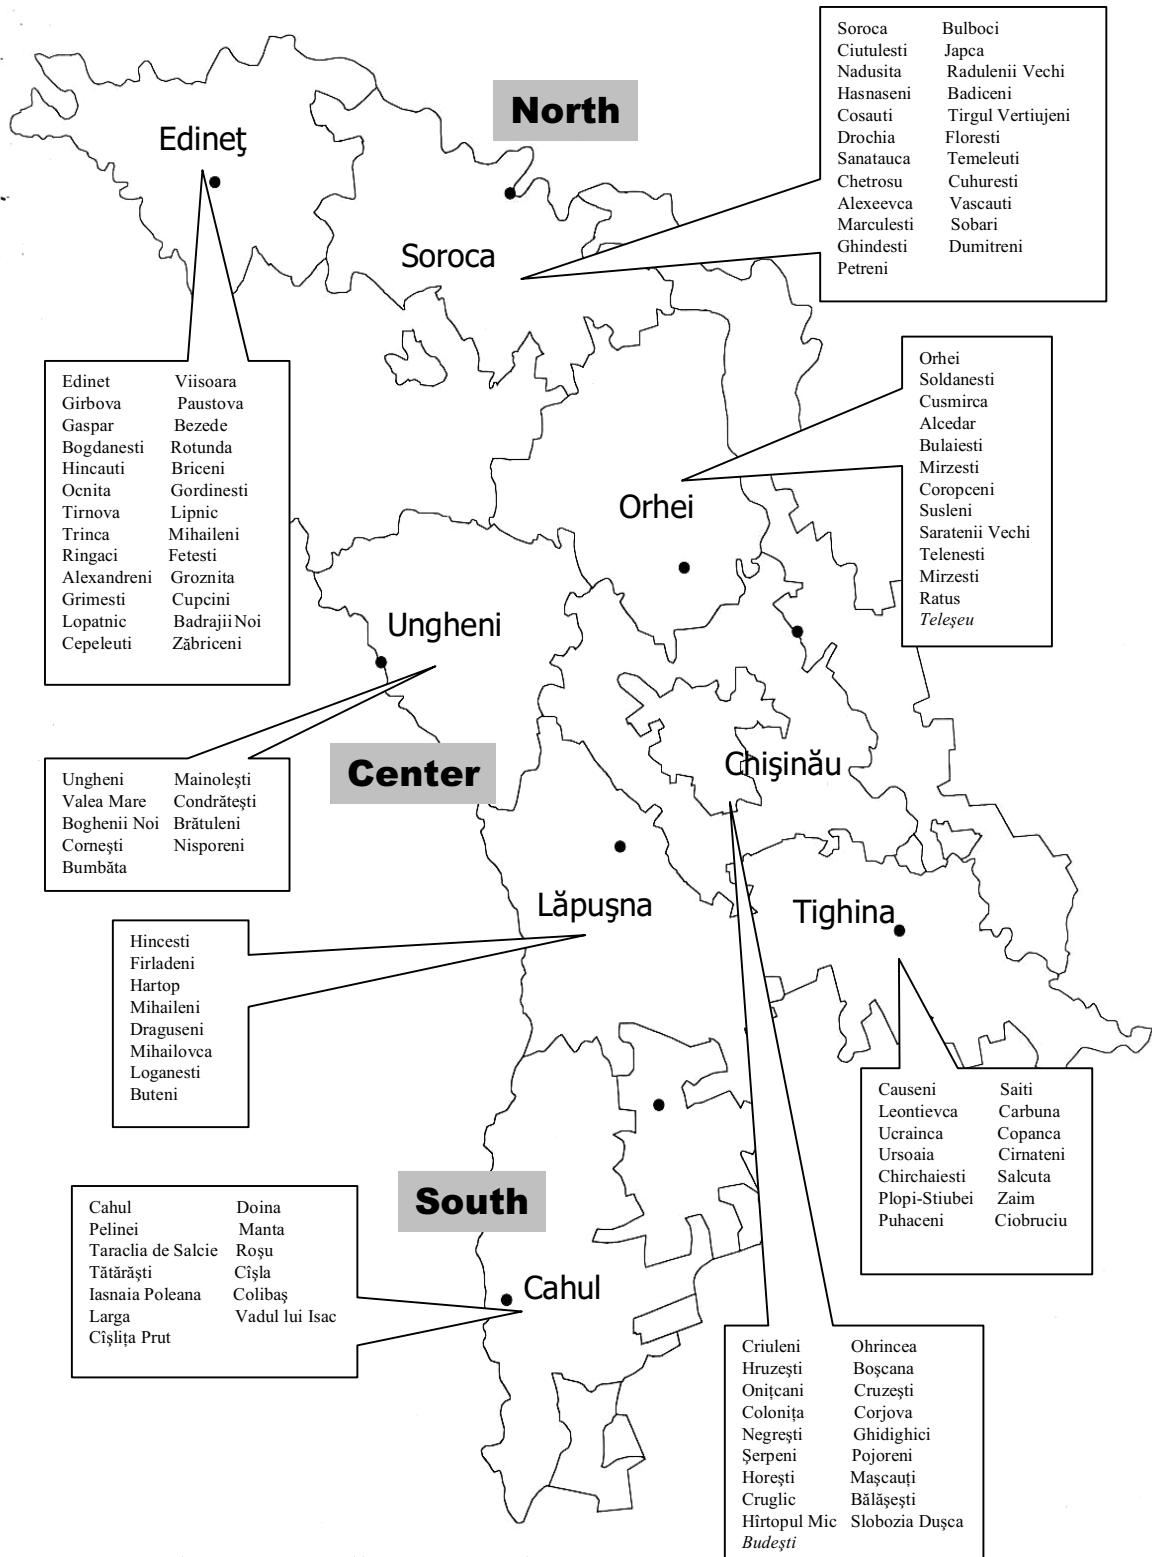 Soroca Bulboci
Ciutulesti Japca
Nadusita Radulenii Vechi
Hasnaseni Badiceni
Cosauti Tirgul Vertiujeni
Drochia Floresti
Sanatauca Temeleuti
Chetrosu Cuhuresti
Alexeevca Vascauti
Marculesti Sobari
Ghindesti Dumitreni
Petreni
North
Edineţ
Soroca
Orhei
Soldanesti
Cusmirca
Alcedar
Bulaiesti
Mirzesti
Coropceni
Susleni
Saratenii Vechi
Telenesti
Mirzesti
Ratus
Teleşeu
Edinet Viisoara
Girbova Paustova
Gaspar Bezede
Bogdanesti Rotunda
Hincauti Briceni
Ocnita Gordinesti
Tirnova Lipnic
Trinca Mihaileni
Ringaci Fetesti
Alexandreni Groznita
Grimesti Cupcini
Lopatnic Badrajii Noi
Cepeleuti Zăbriceni
Orhei
Ungheni
Center
Chişinău
Ungheni Mainoleşti
Valea Mare Condrăteşti
Boghenii Noi Brătuleni
Corneşti Nisporeni
Bumbăta
Lăpuşna
Tighina
Hincesti
Firladeni
Hartop
Mihaileni
Draguseni
Mihailovca
Loganesti
Buteni
Causeni Saiti
Leontievca Carbuna
Ucrainca Copanca
Ursoaia Cirnateni
Chirchaiesti Salcuta
Plopi-Stiubei Zaim
Puhaceni Ciobruciu
South
Cahul Doina
Pelinei Manta
Taraclia de Salcie Roşu
Tătărăşti Cîşla
Iasnaia Poleana Colibaş
Larga Vadul lui Isac
Cîşliţa Prut
Cahul
Criuleni Ohrincea
Hruzeşti Boşcana
Oniţcani Cruzeşti
Coloniţa Corjova
Negreşti Ghidighici
Şerpeni Pojoreni
Horeşti Maşcauţi
Cruglic Bălăşeşti
Hîrtopul Mic Slobozia Duşca
Budeşti